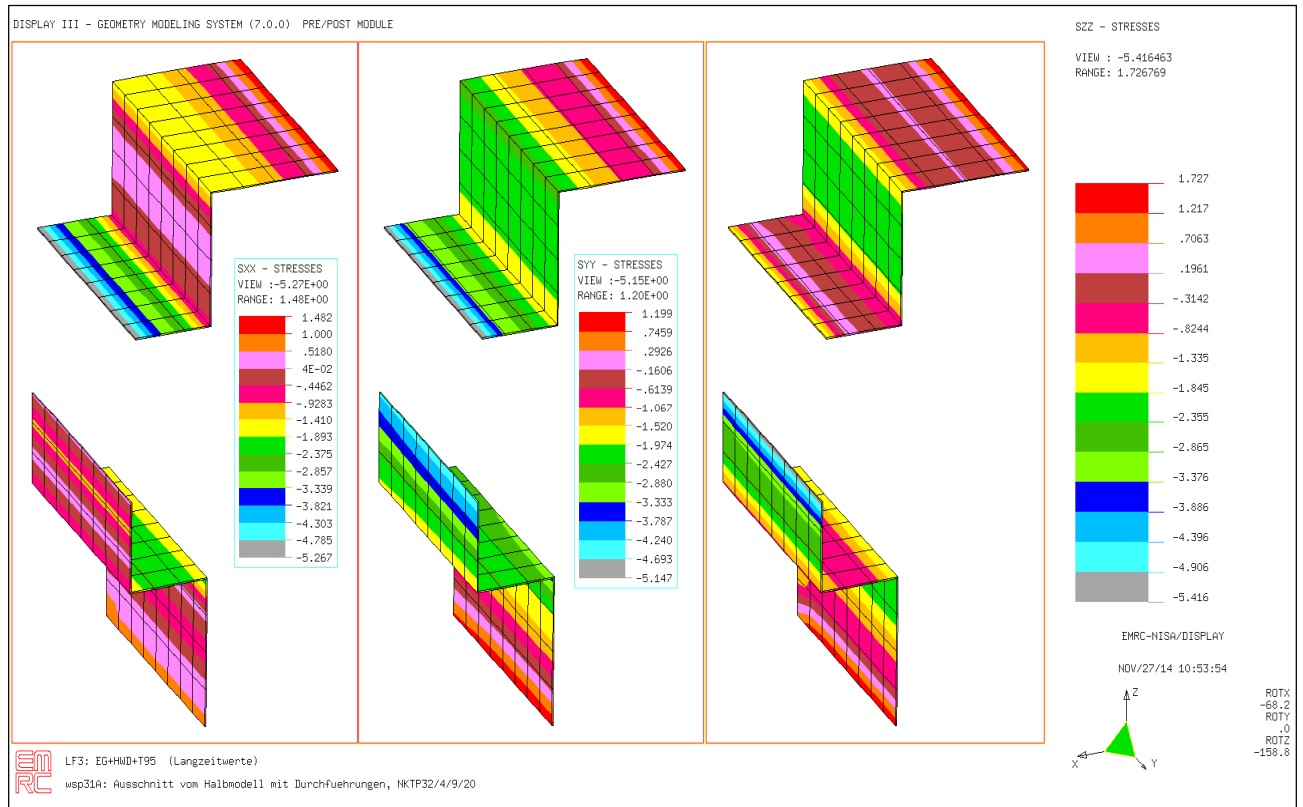 DISPLAY III - GEOMETRY MODELING SYSTEM (7.0.0) PRE/POST MODULE
SXX - STRESSES
VIEW :-5.27E+00
RANGE: 1.48E+00
1.482
1.000
.5180
4E-02
-.4462
-.9283
-1.410
-1.893
-2.375
-2.857
-3.339
-3.821
-4.303
-4.785
-5.267
SYY - STRESSES
VIEW :-5.15E+00
RANGE: 1.20E+00
1.199
.7459
.2926
-.1606
-.6139
-1.067
-1.520
-1.974
-2.427
-2.880
-3.333
-3.787
-4.240
-4.693
-5.147
SZZ - STRESSES
VIEW : -5.416463
RANGE: 1.726769
1.727
1.217
.7063
.1961
-.3142
-.8244
-1.335
-1.845
-2.355
-2.865
-3.376
-3.886
-4.396
-4.906
-5.416
EMRC-NISA/DISPLAY
NOV/27/14 10:53:54
Z
X
Y
ROTX
-68.2
ROTY
.0
ROTZ
-158.8
EM
RC
LF3: EG+HWD+T95 (Langzeitwerte)
wsp31A: Ausschnitt vom Halbmodell mit Durchfuehrungen, NKTP32/4/9/20